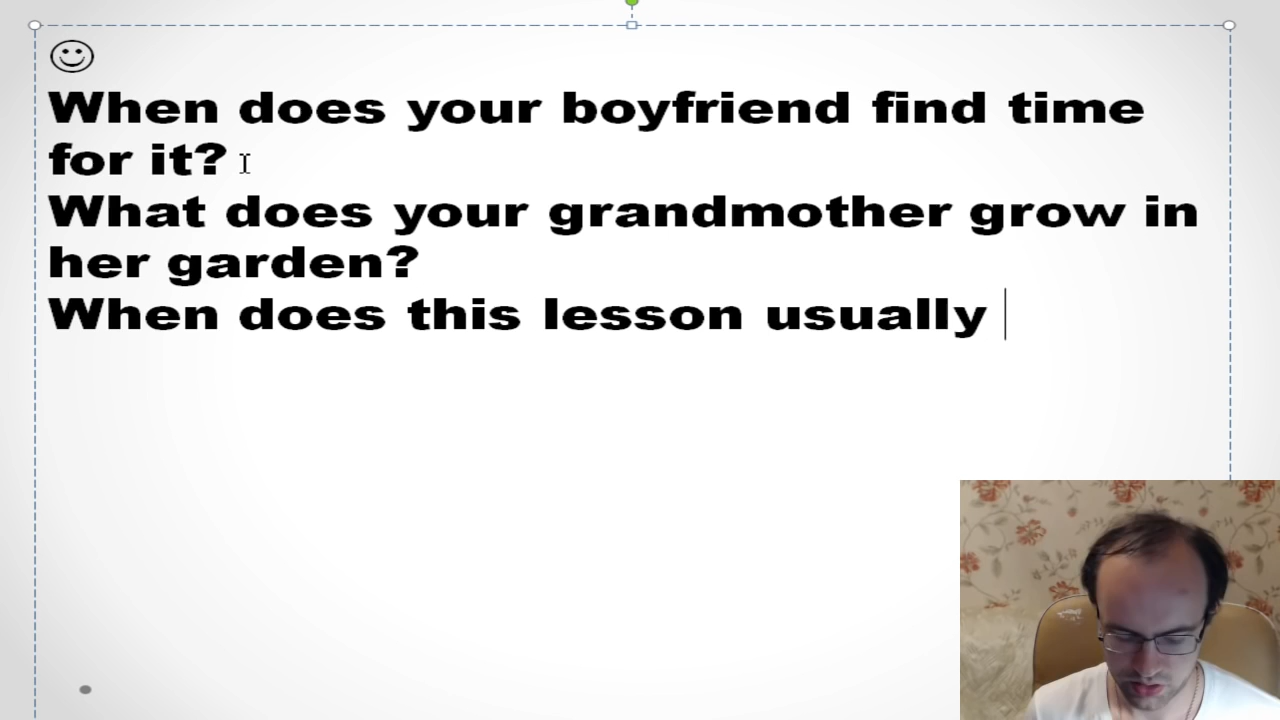 When does your boyfriend find time
for it?
What does your grandmother grow in
her garden?
When does this lesson usually